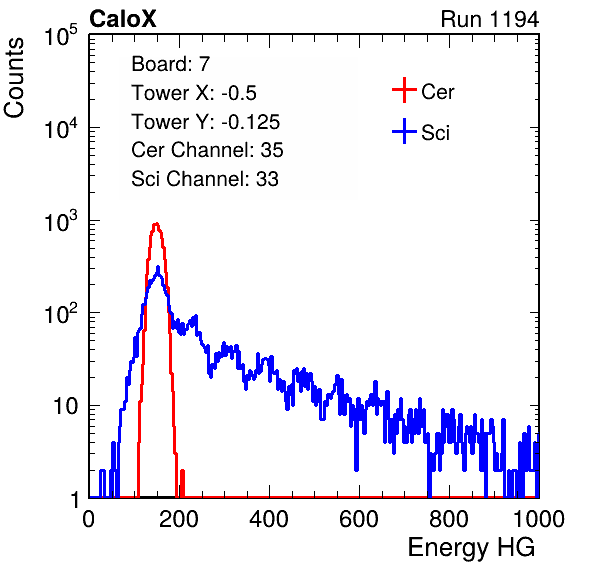 CaloX Run 1194
Counts
10^5
10^4
10^3
10^2
10
1
Board: 7
Tower X: -0.5
Tower Y: -0.125
Cer Channel: 35
Sci Channel: 33
Cer
Sci
0 200 400 600 800 1000
Energy HG